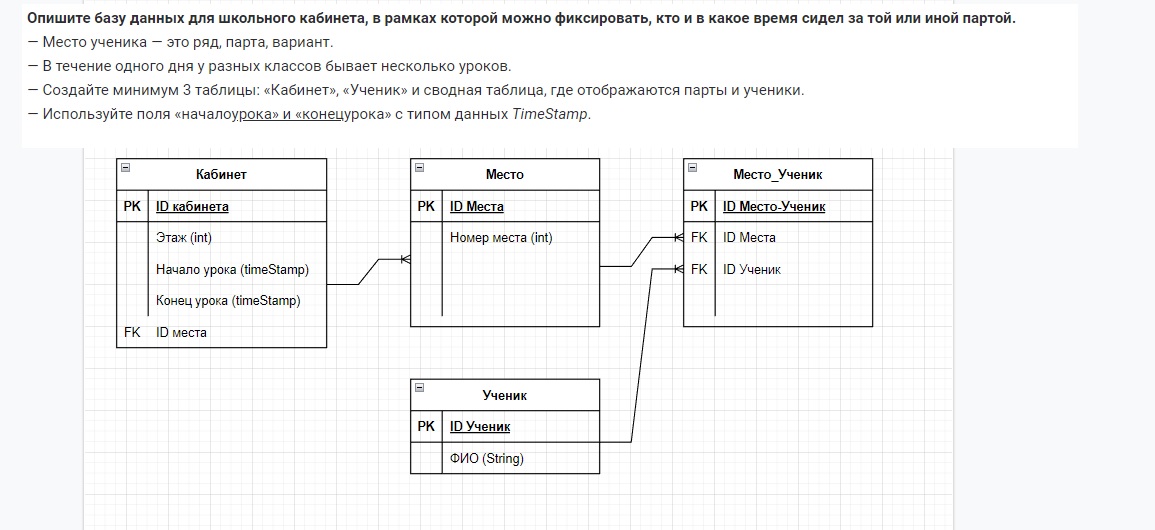 Опишите базу данных для школьного кабинета, в рамках которой можно фиксировать, кто и в какое время сидел за той или иной партой.
— Место ученика — это ряд, парта, вариант.
— В течение одного дня у разных классов бывает несколько уроков.
— Создайте минимум 3 таблицы: «Кабинет», «Ученик» и сводная таблица, где отображаются парты и ученики.
— Используйте поля «началоурока» и «конецурока» с типом данных TimeStamp.
Кабинет
PK ID кабинета
Этаж (int)
Начало урока (timeStamp)
Конец урока (timeStamp)
FK ID места
Место
PK ID Места
Номер места (int)
Место_Ученик
PK ID Место-Ученик
FK ID Места
FK ID Ученик
Ученик
PK ID Ученик
ФИО (String)